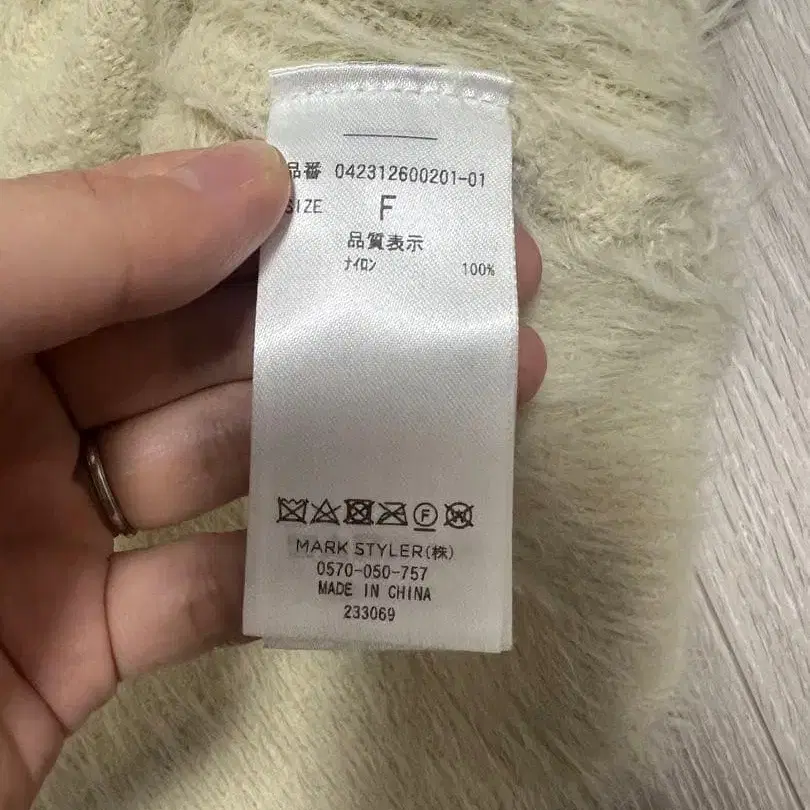 品番 042312600201-01
SIZE F
品質表示
ナイロン 100%
F W
MARK STYLER(株)
0570-050-757
MADE IN CHINA
233069